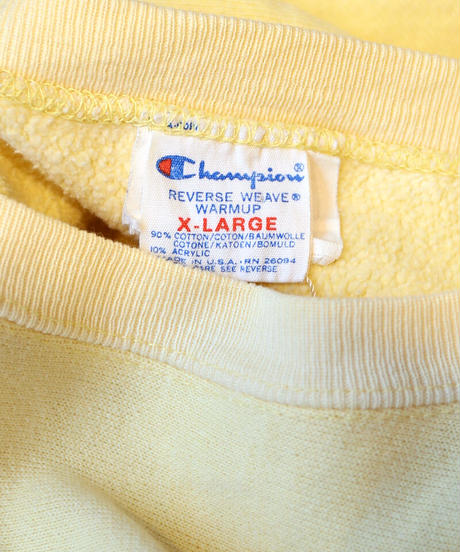 Champion®
REVERSE WEAVE®
WARMUP
X-LARGE
90% COTTON/COTON/BAUMWOLLE
COTONE/KATOEN/BOMULD
10% ACRYLIC
MADE IN U.S.A. RN 26094
SEE REVERSE